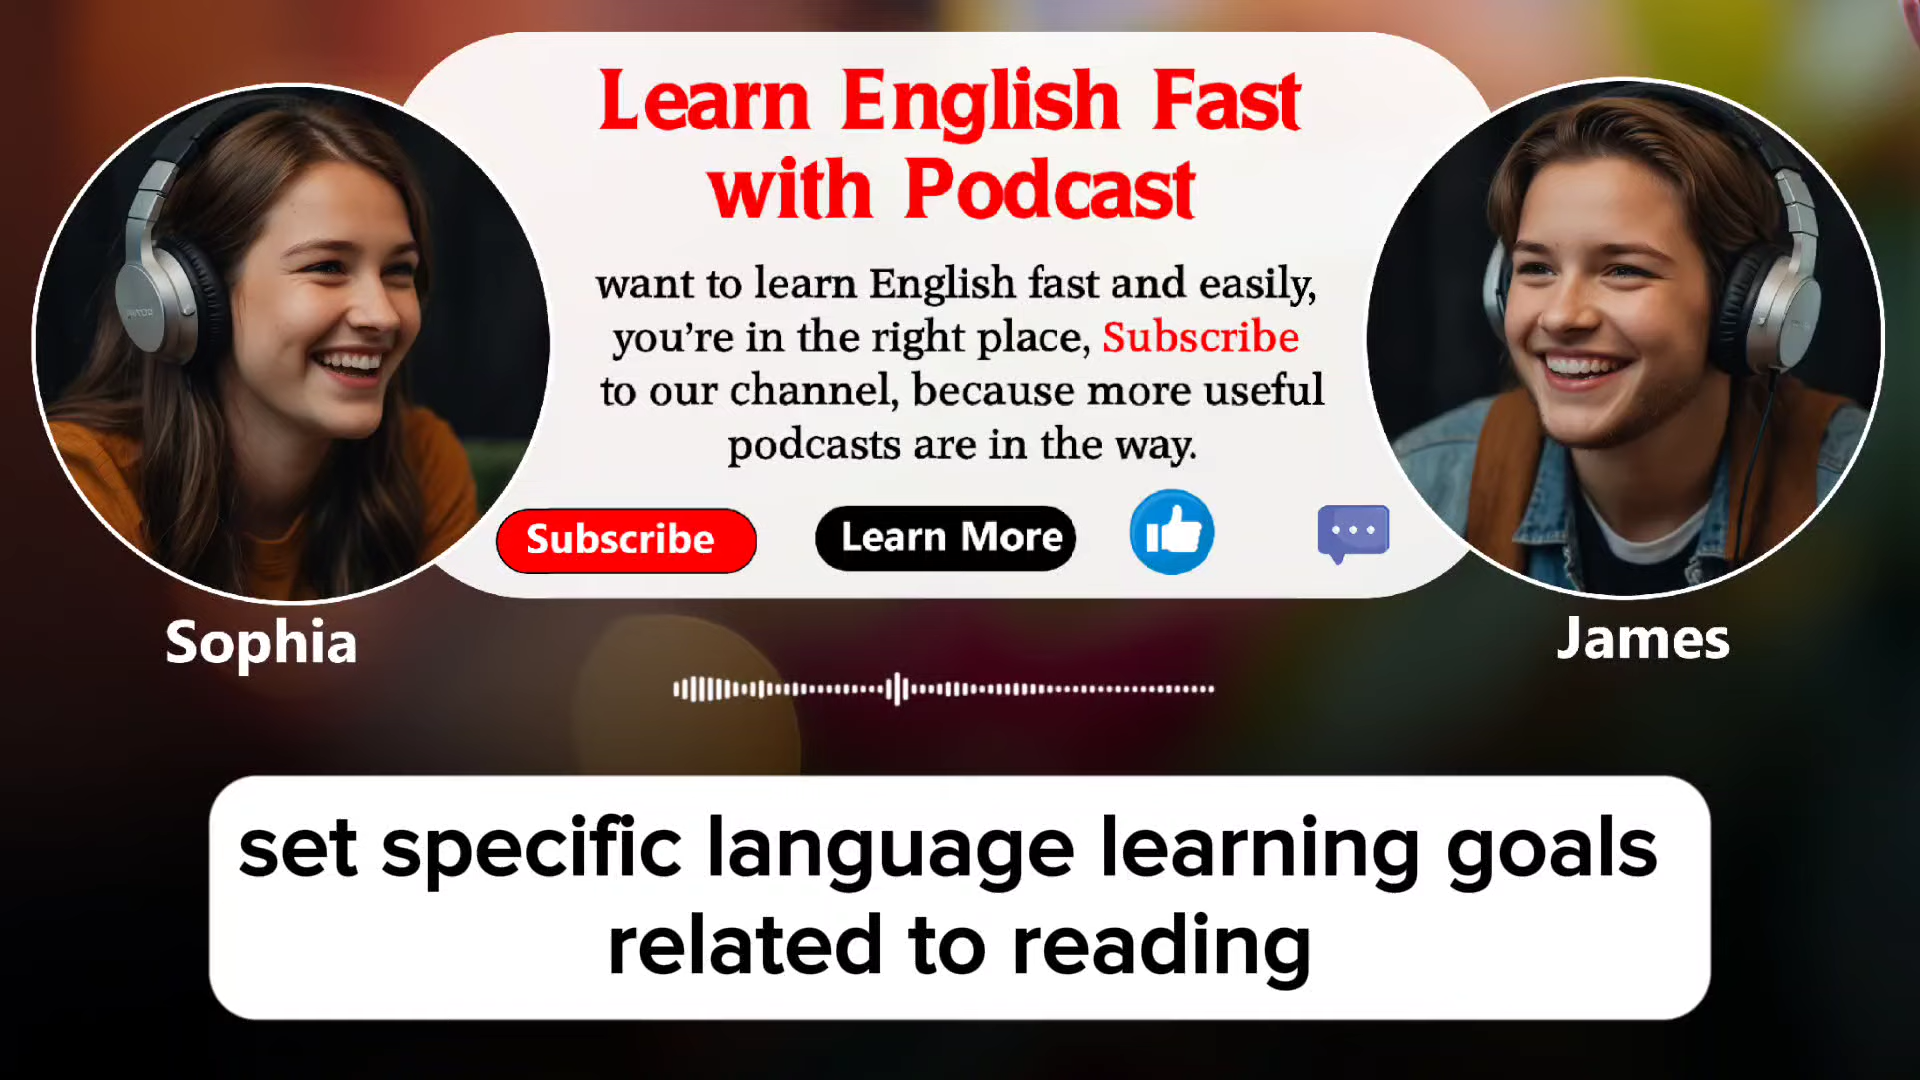 Learn English Fast
with Podcast
want to learn English fast and easily,
you're in the right place, Subscribe
to our channel, because more useful
podcasts are in the way.
Subscribe
Learn More
Sophia
James
set specific language learning goals
related to reading